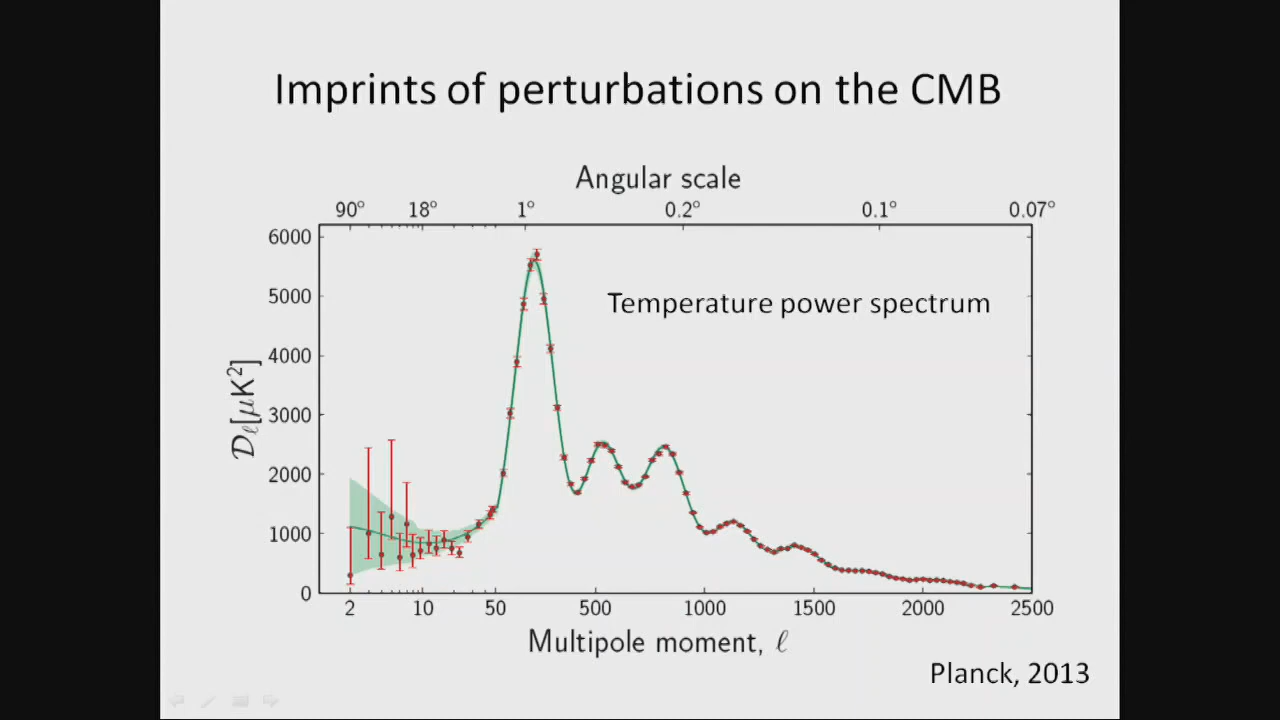 Imprints of perturbations on the CMB
Angular scale
90° 18° 1° 0.2° 0.1° 0.07°
6000
5000
4000
3000
2000
1000
0
𝒟ℓ[μK²]
Temperature power spectrum
2 10 50 500 1000 1500 2000 2500
Multipole moment, ℓ
Planck, 2013